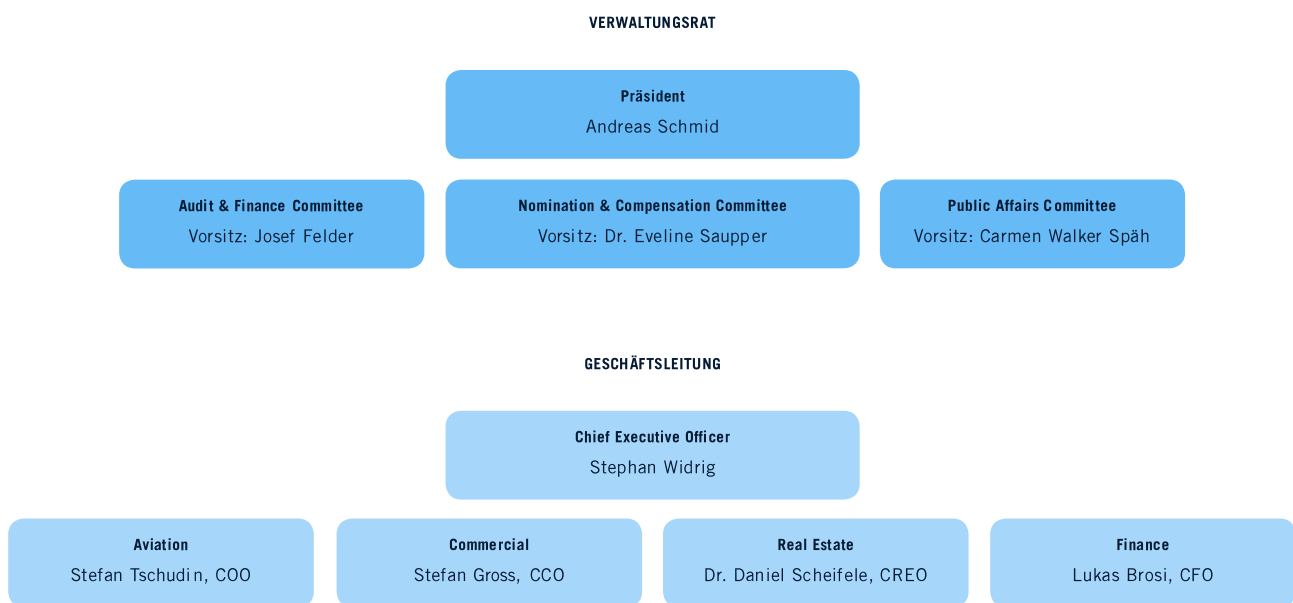 VERWALTUNGSRAT
Präsident
Andreas Schmid
Audit & Finance Committee
Vorsitz: Josef Felder
Nomination & Compensation Committee
Vorsitz: Dr. Eveline Saupper
Public Affairs Committee
Vorsitz: Carmen Walker Späh
GESCHÄFTSLEITUNG
Chief Executive Officer
Stephan Widrig
Aviation
Stefan Tschudin, COO
Commercial
Stefan Gross, CCO
Real Estate
Dr. Daniel Scheifele, CREO
Finance
Lukas Brosi, CFO